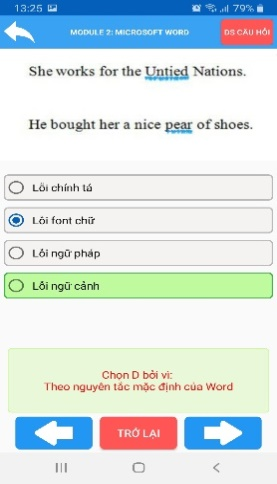 13:25 79%
MODULE 2: MICROSOFT WORD
DS CÂU HỎI
She works for the Untied Nations.
He bought her a nice pear of shoes.
Lỗi chính tả
Lỗi font chữ
Lỗi ngữ pháp
Lỗi ngữ cảnh
Chọn D bởi vì:
Theo nguyên tắc mặc định của Word
TRỞ LẠI